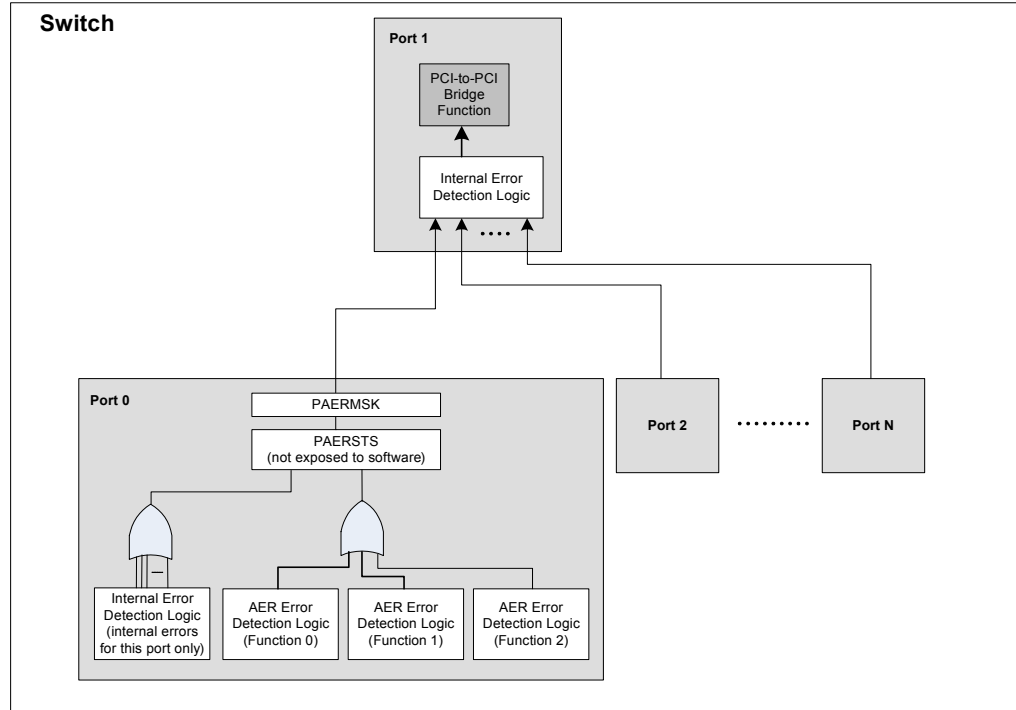 Switch
Port 1
PCI-to-PCI
Bridge
Function
Internal Error
Detection Logic
Port 0
PAERMSK
PAERSTS
(not exposed to software)
Port 2
Port N
Internal Error
Detection Logic
(internal errors
for this port only)
AER Error
Detection Logic
(Function 0)
AER Error
Detection Logic
(Function 1)
AER Error
Detection Logic
(Function 2)